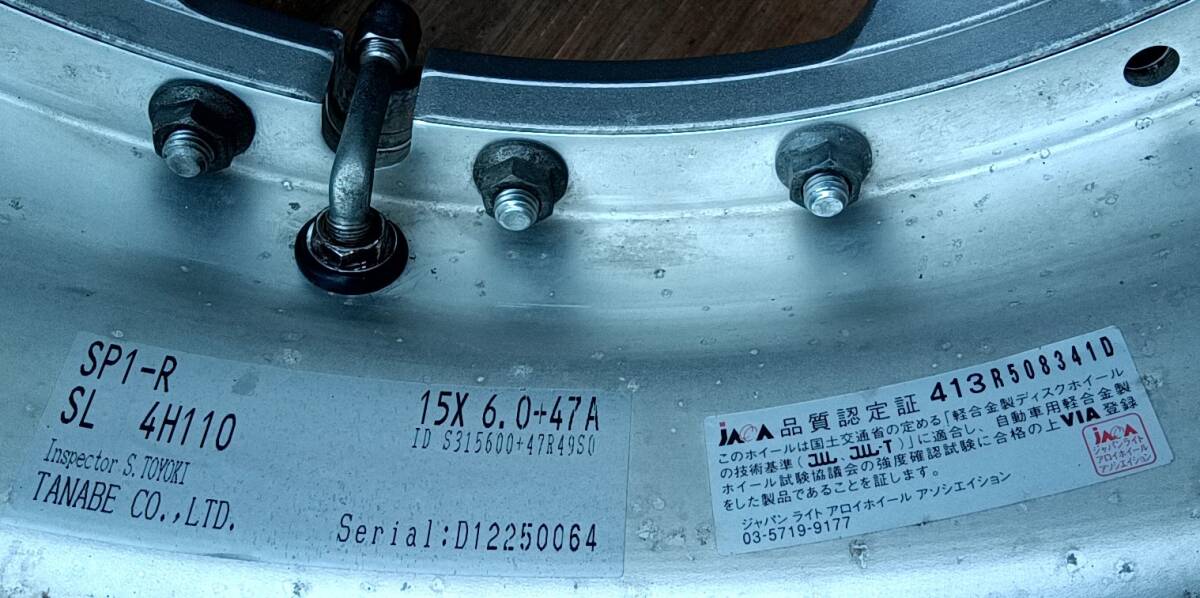 SP1-R
SL 4H110
15X 6.0+47A
ID S315600+47R49S0
Inspector S.TOYOKI
TANABE CO.,LTD.
Serial:D12250064
JAWA 品質認定証 413R508341D
このホイールは国土交通省の定める「軽合金製ディスクホイール
の技術基準(JWL、JWL・T)」に適合し、自動車用軽合金製
ホイール試験協議会の強度確認試験に合格の上VIA登録
をした製品であることを証します。
ジャパン ライト アロイホイール アソシエイション
03-5719-9177
JAWA
ジャパンライト
アロイホイール
アソシエイション